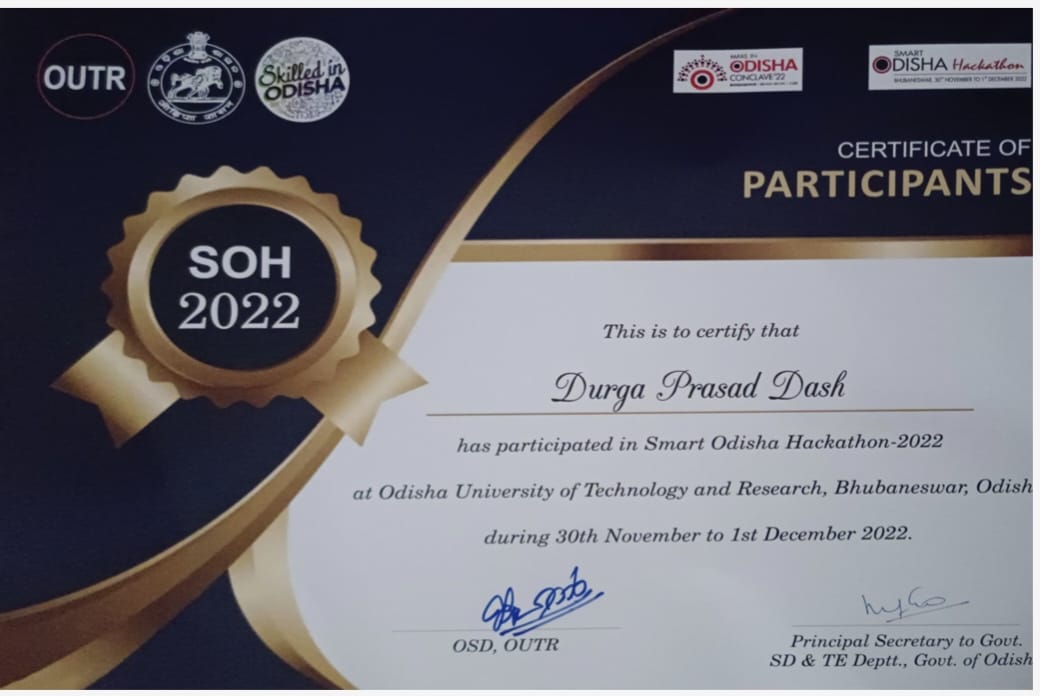 OUTR
Skilled in
ODISHA
MAKE IN
ODISHA
CONCLAVE'22
SMART
ODISHA Hackathon
BHUBANESWAR, 30TH NOVEMBER TO 1ST DECEMBER 2022
CERTIFICATE OF
PARTICIPANTS
SOH
2022
This is to certify that
Durga Prasad Dash
has participated in Smart Odisha Hackathon-2022
at Odisha University of Technology and Research, Bhubaneswar, Odish
during 30th November to 1st December 2022.
OSD, OUTR
Principal Secretary to Govt.
SD & TE Deptt., Govt. of Odish